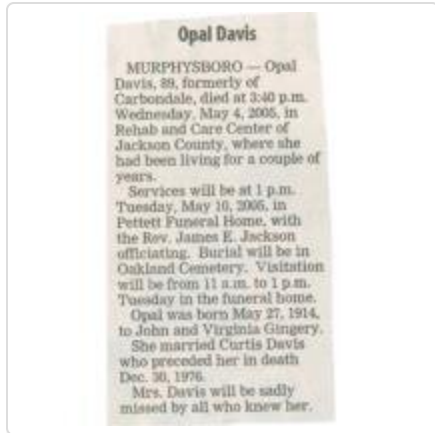 Opal Davis
MURPHYSBORO — Opal
Davis, 89, formerly of
Carbondale, died at 3:40 p.m.
Wednesday, May 4, 2005, in
Rehab and Care Center of
Jackson County, where she
had been living for a couple of
years.
Services will be at 1 p.m.
Tuesday, May 10, 2005, in
Pettett Funeral Home, with
the Rev. James E. Jackson
officiating. Burial will be in
Oakland Cemetery. Visitation
will be from 11 a.m. to 1 p.m.
Tuesday in the funeral home.
Opal was born May 27, 1914,
to John and Virginia Gingery.
She married Curtis Davis
who preceded her in death
Dec. 30, 1976.
Mrs. Davis will be sadly
missed by all who knew her.